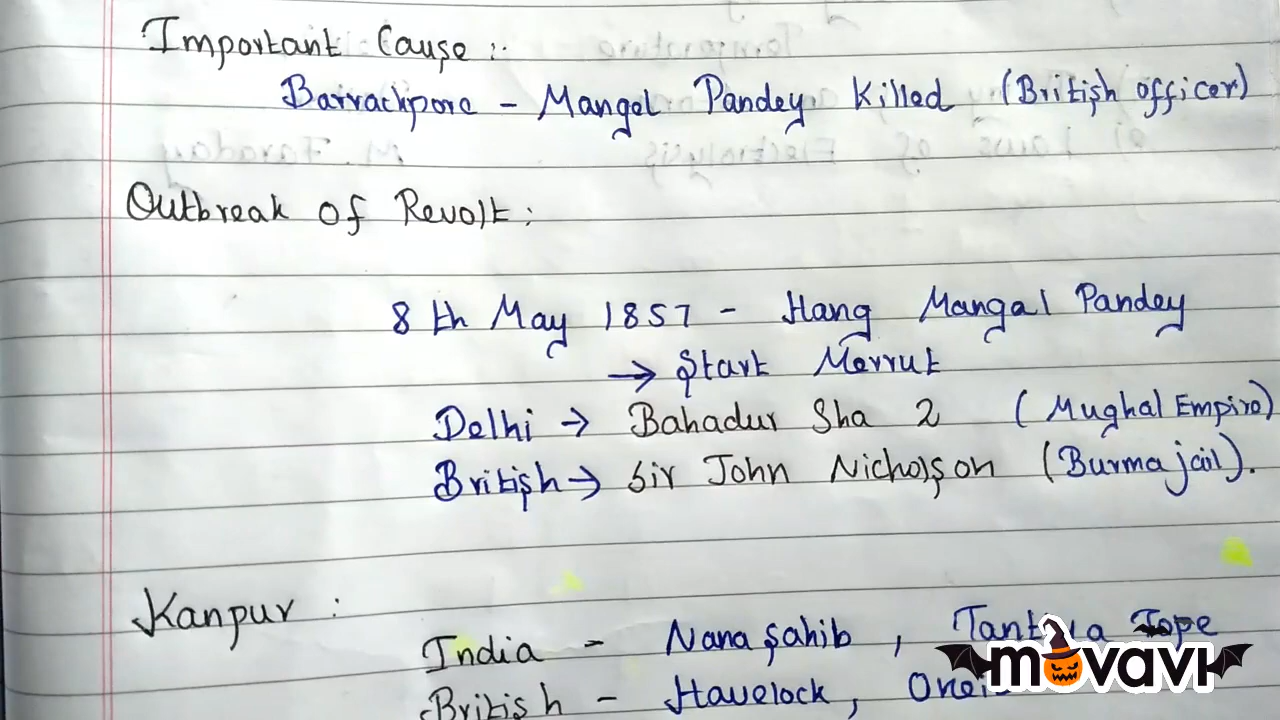 Important Cause :-
Barrackpore - Mangal Pandey Killed (British officer)
Outbreak of Revolt :
8 th May 1857 - Hang Mangal Pandey
→ Start Merrut
Delhi → Bahadur Sha 2 (Mughal Empire)
British → Sir John Nicholson (Burma jail).
Kanpur :
India - Nana sahib , Tantya Tope
British - Havelock ,
movavi